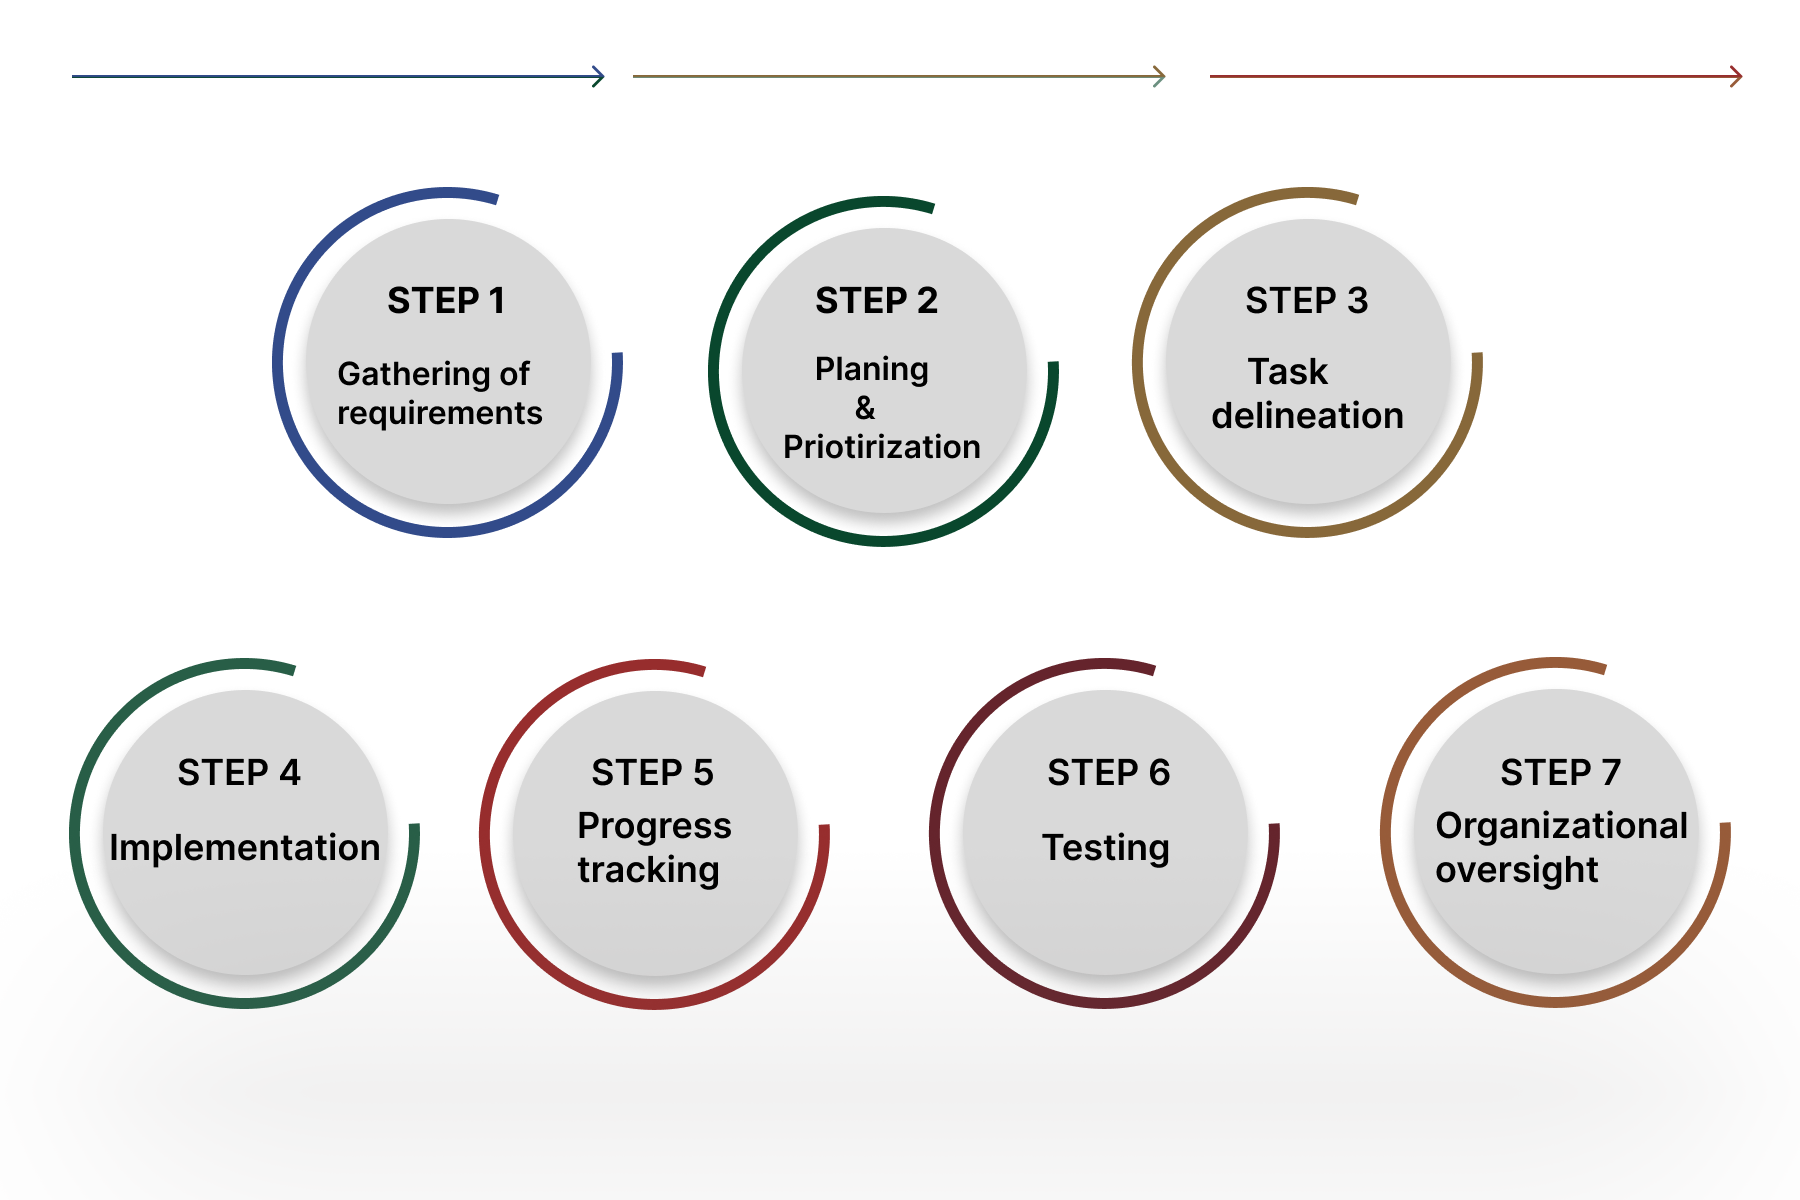 STEP 1
Gathering of
requirements
STEP 2
Planing
&
Priotirization
STEP 3
Task
delineation
STEP 4
Implementation
STEP 5
Progress
tracking
STEP 6
Testing
STEP 7
Organizational
oversight